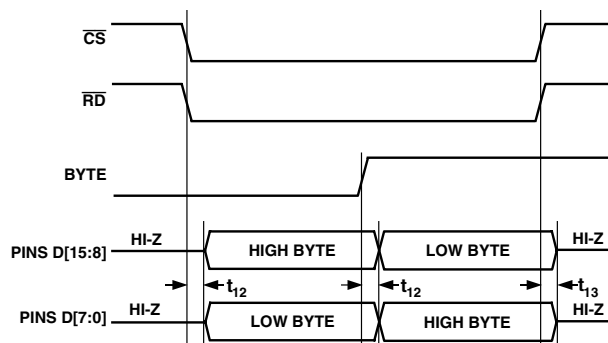 CS
RD
BYTE
PINS D[15:8] HI-Z HIGH BYTE LOW BYTE HI-Z
t12 t12 t13
PINS D[7:0] HI-Z LOW BYTE HIGH BYTE HI-Z